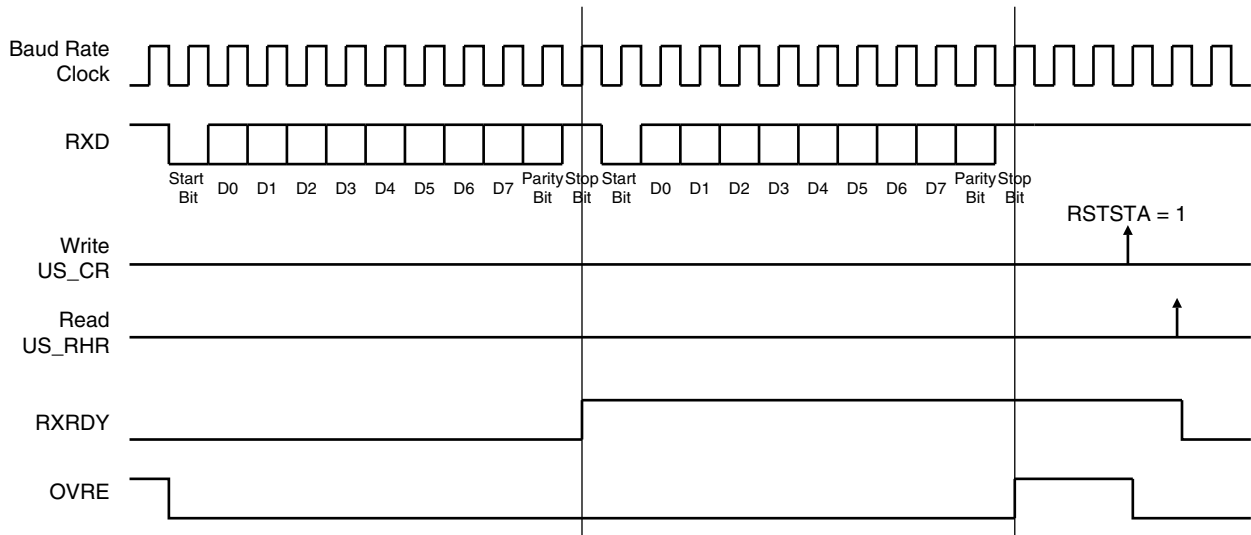 Baud Rate
Clock
RXD
Start
Bit
D0
D1
D2
D3
D4
D5
D6
D7
Parity
Bit
Stop
Bit
Start
Bit
D0
D1
D2
D3
D4
D5
D6
D7
Parity
Bit
Stop
Bit
RSTSTA = 1
Write
US_CR
Read
US_RHR
RXRDY
OVRE